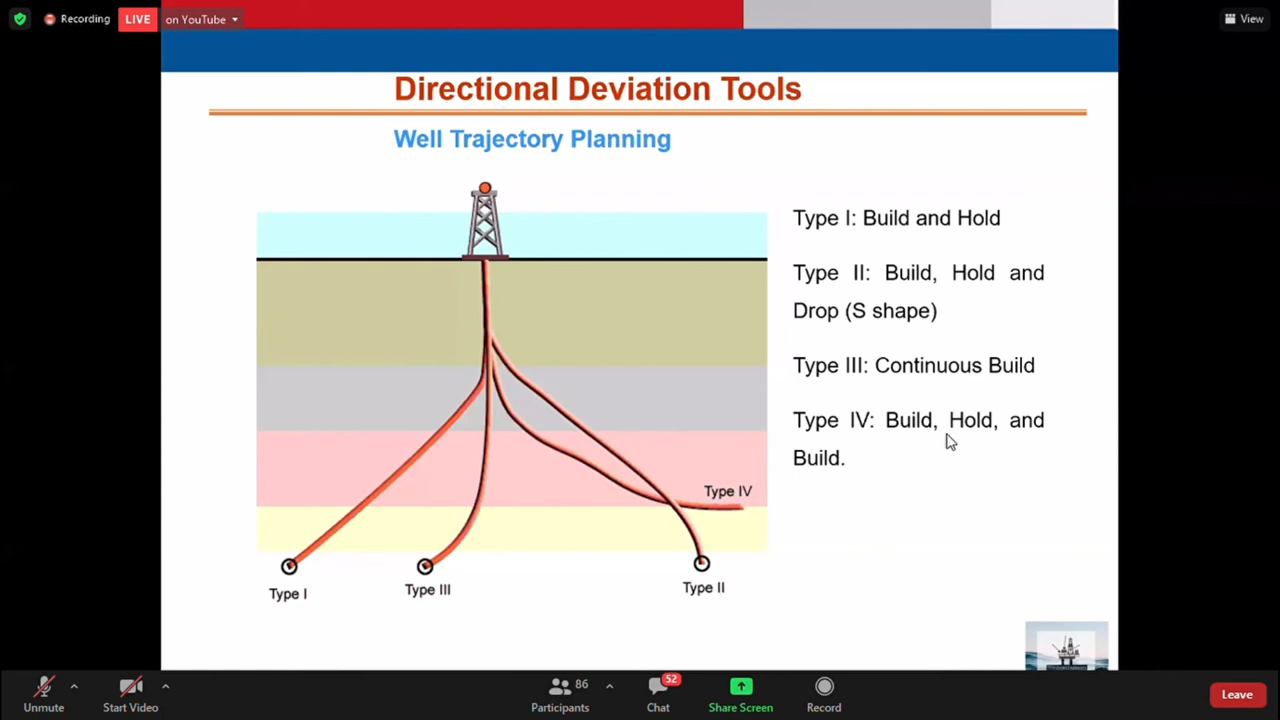 Recording LIVE on YouTube View
Directional Deviation Tools
Well Trajectory Planning
Type I: Build and Hold
Type II: Build, Hold and
Drop (S shape)
Type III: Continuous Build
Type IV: Build, Hold, and
Build.
Type IV
Type I
Type III
Type II
Unmute
Start Video
86
Participants
52
Chat
Share Screen
Record
Leave